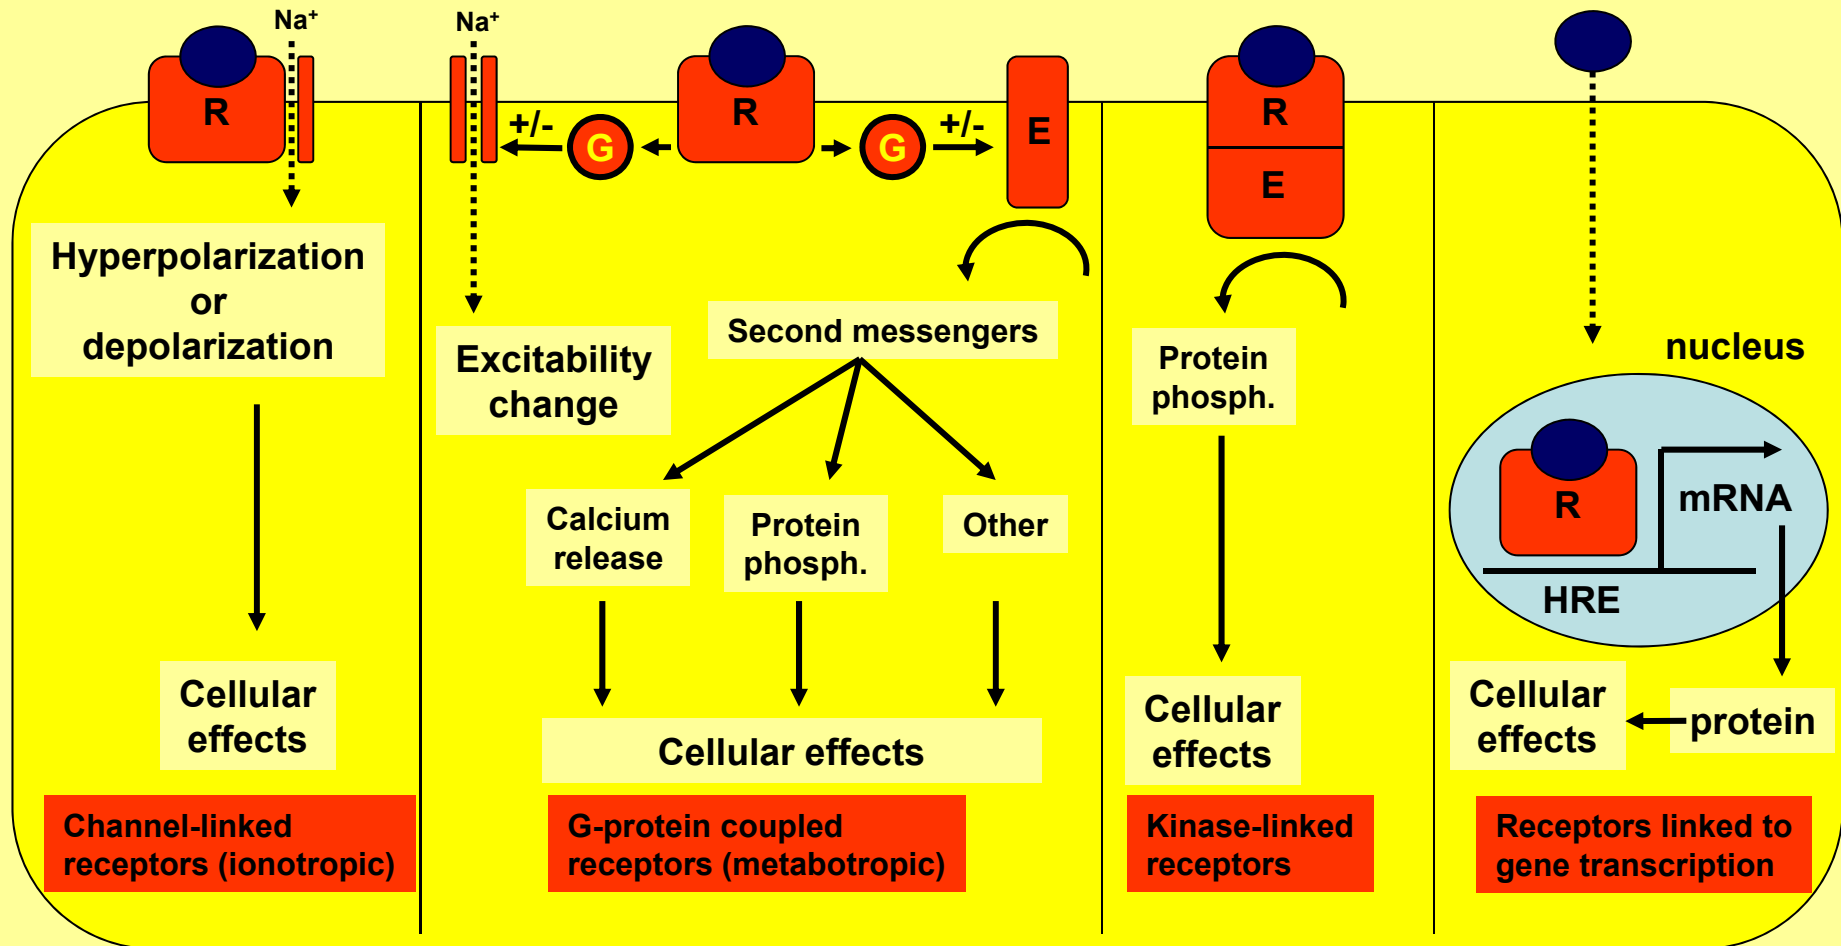 Na⁺
R
Hyperpolarization
or
depolarization
Cellular
effects
Channel-linked
receptors (ionotropic)
Na⁺
+/-
G
R
G
+/-
E
Second messengers
Excitability
change
Calcium
release
Protein
phosph.
Other
Cellular effects
G-protein coupled
receptors (metabotropic)
R
E
Protein
phosph.
Cellular
effects
Kinase-linked
receptors
nucleus
R
mRNA
HRE
protein
Cellular
effects
Receptors linked to
gene transcription